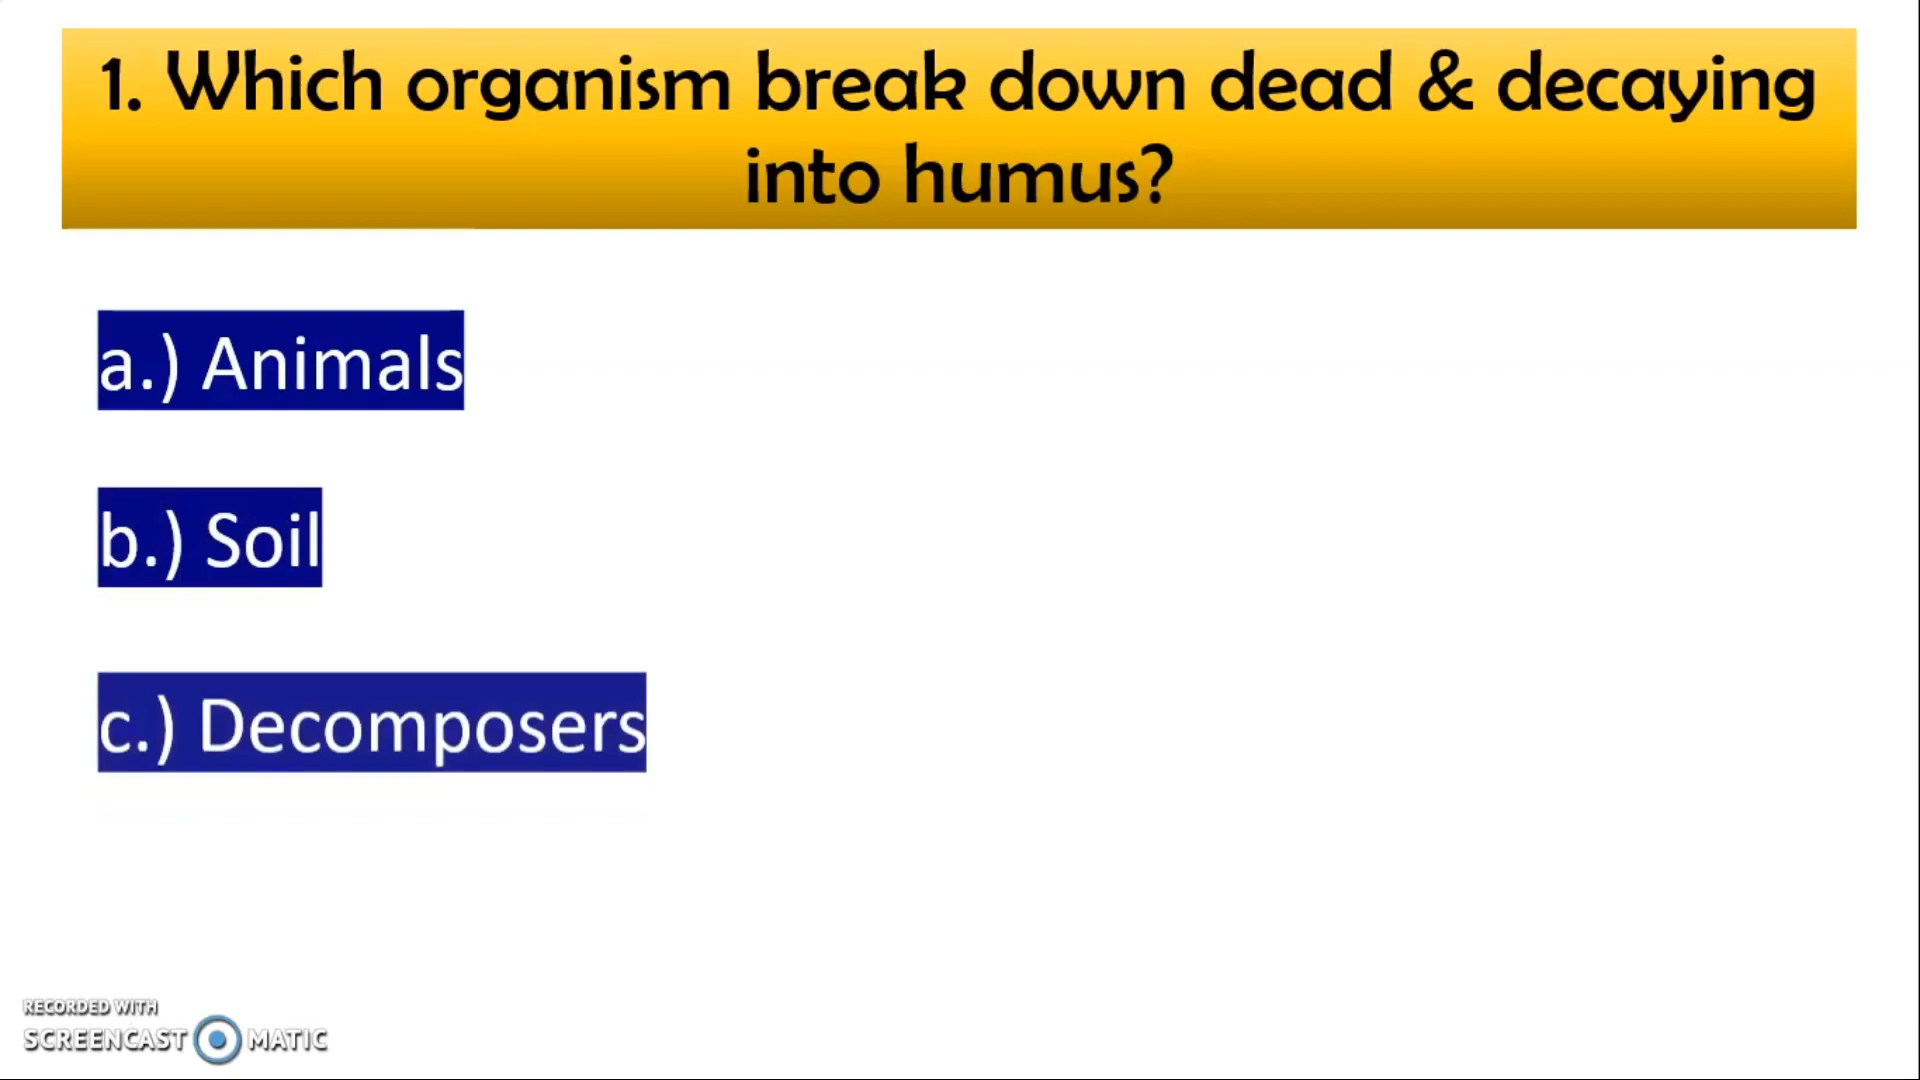 1. Which organism break down dead & decaying
into humus?
a.) Animals
b.) Soil
c.) Decomposers
RECORDED WITH
SCREENCAST MATIC